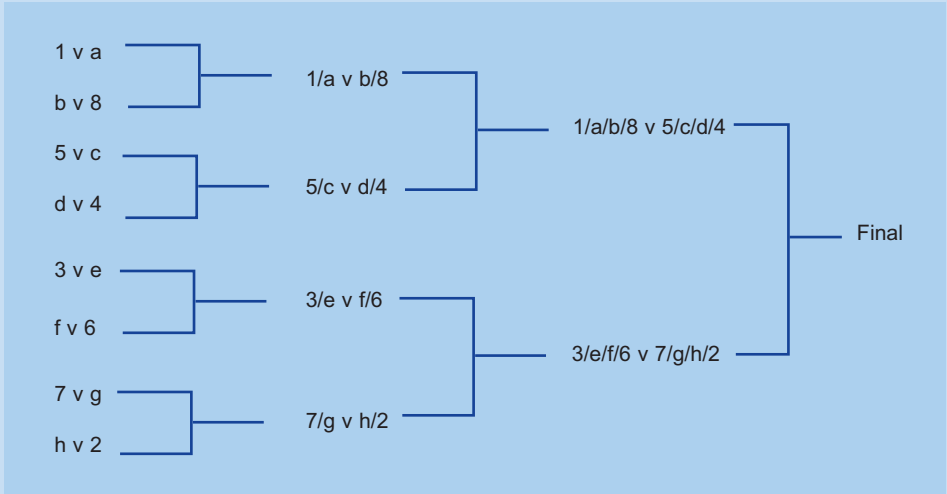 1 v a
b v 8
5 v c
d v 4
3 v e
f v 6
7 v g
h v 2
1/a v b/8
5/c v d/4
3/e v f/6
7/g v h/2
1/a/b/8 v 5/c/d/4
3/e/f/6 v 7/g/h/2
Final